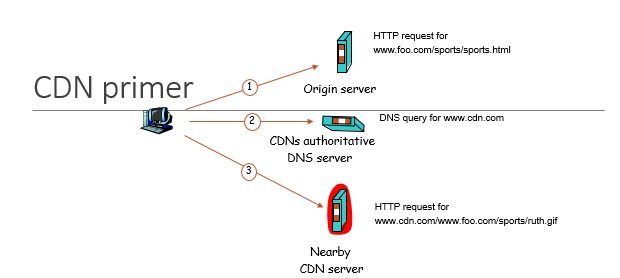 CDN primer
1
HTTP request for
www.foo.com/sports/sports.html
Origin server
2
DNS query for www.cdn.com
CDNs authoritative
DNS server
3
HTTP request for
www.cdn.com/www.foo.com/sports/ruth.gif
Nearby
CDN server